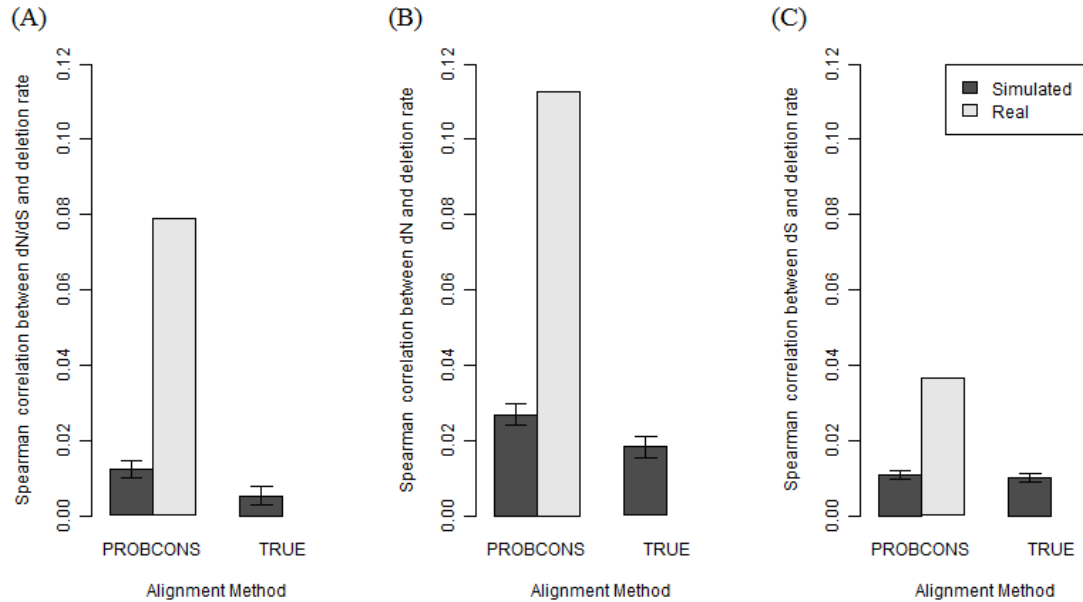 (A)
Spearman correlation between dN/dS and deletion rate
0.12
0.10
0.08
0.06
0.04
0.02
0.00
PROBCONS TRUE
Alignment Method
(B)
Spearman correlation between dN and deletion rate
0.12
0.10
0.08
0.06
0.04
0.02
0.00
PROBCONS TRUE
Alignment Method
(C)
Spearman correlation between dS and deletion rate
0.12
0.10
0.08
0.06
0.04
0.02
0.00
Simulated
Real
PROBCONS TRUE
Alignment Method